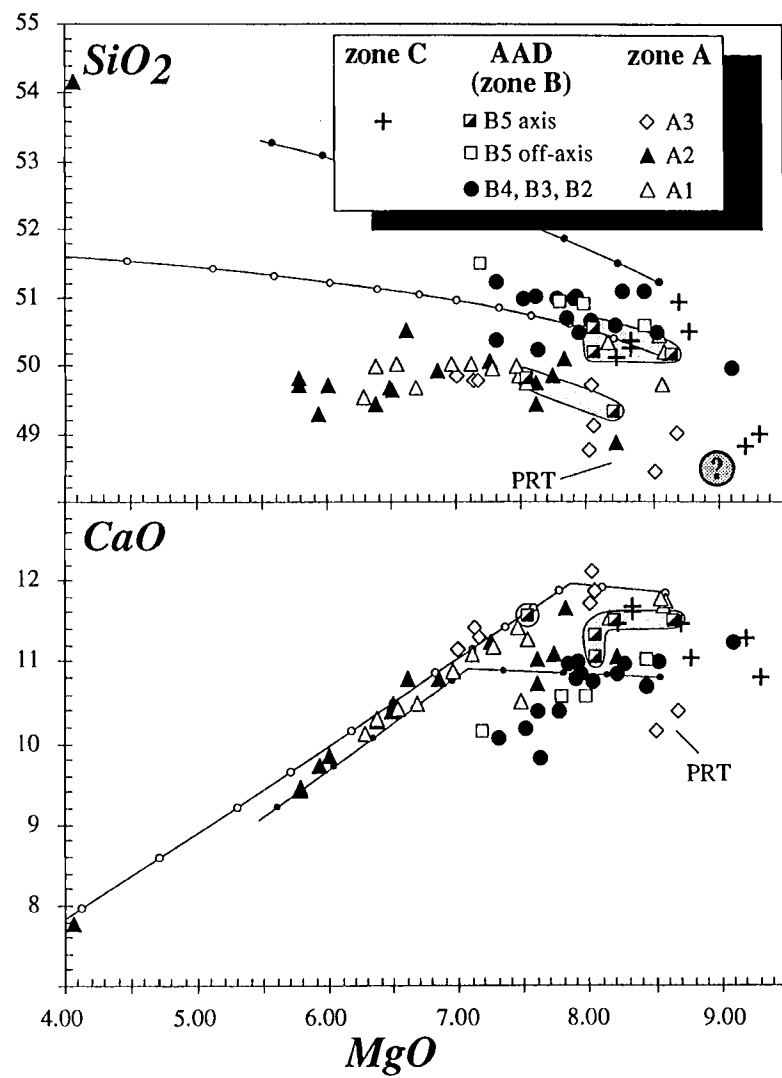 55
SiO2
54
53
52
51
50
49
zone C AAD zone A
(zone B)
B5 axis A3
B5 off-axis A2
B4, B3, B2 A1
PRT
?
CaO
12
11
10
9
8
PRT
4.00 5.00 6.00 7.00 8.00 9.00
MgO